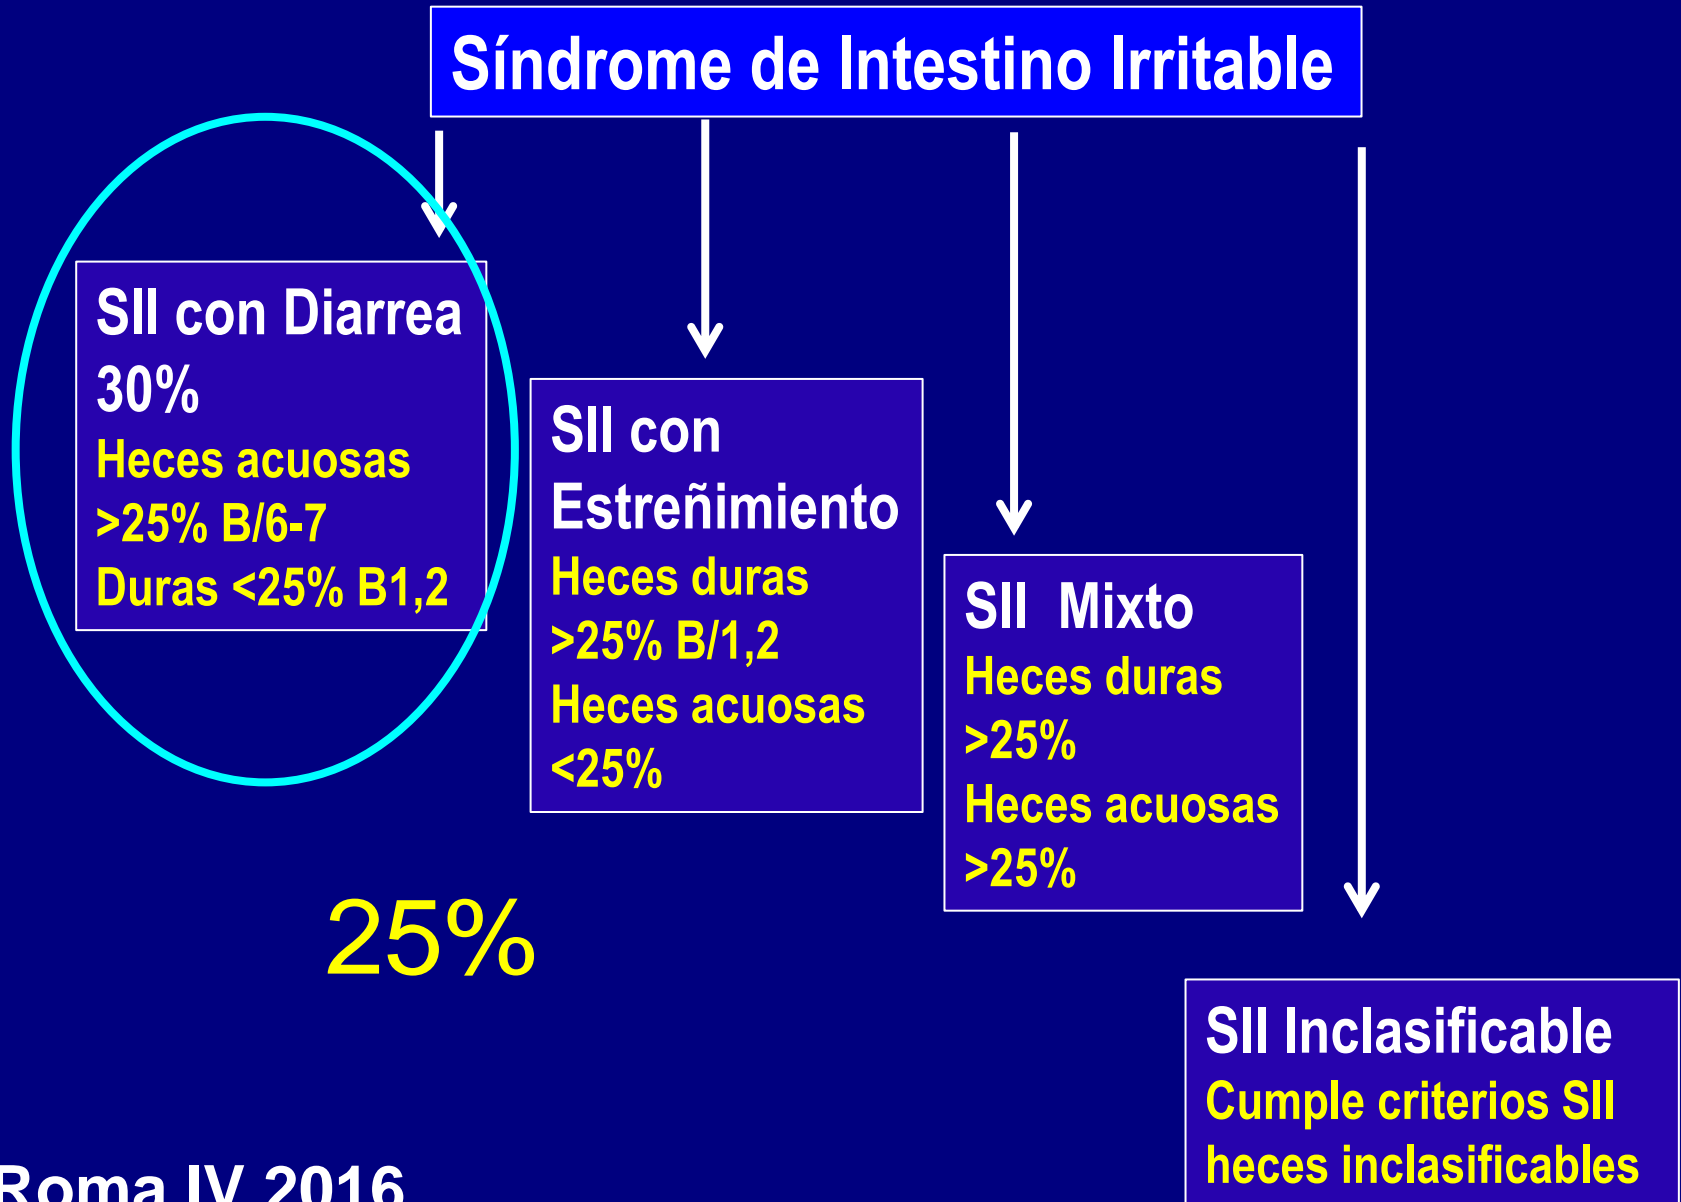 Síndrome de Intestino Irritable
SII con Diarrea
30%
Heces acuosas
>25% B/6-7
Duras <25% B1,2
SII con
Estreñimiento
Heces duras
>25% B/1,2
Heces acuosas
<25%
SII Mixto
Heces duras
>25%
Heces acuosas
>25%
25%
SII Inclasificable
Cumple criterios SII
heces inclasificables
Roma IV 2016